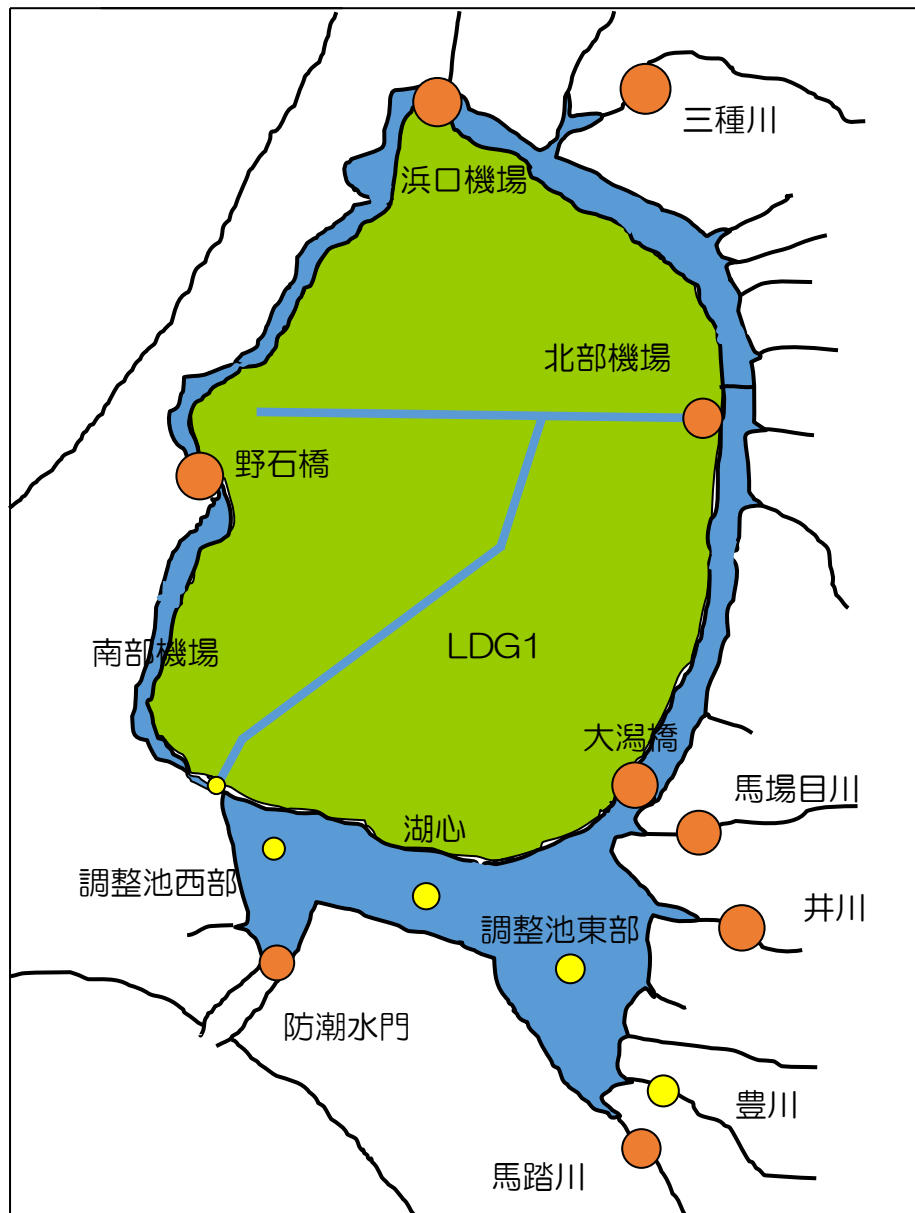 三種川
浜口機場
北部機場
野石橋
LDG1
南部機場
大潟橋
馬場目川
湖心
調整池西部
井川
調整池東部
防潮水門
豊川
馬踏川